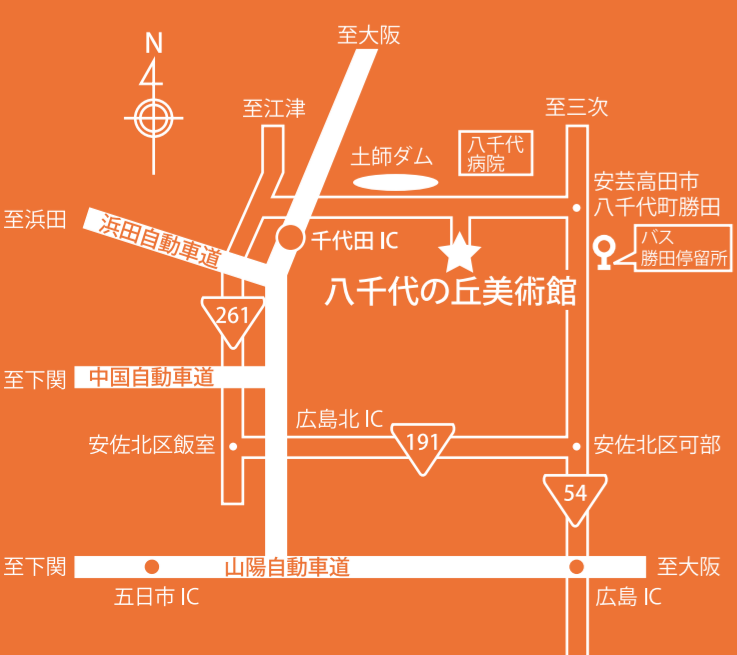 至大阪
N
至江津
至三次
土師ダム
八千代
病院
安芸高田市
八千代町勝田
至浜田
浜田自動車道
千代田 IC
バス
勝田停留所
八千代の丘美術館
261
至下関
中国自動車道
広島北 IC
安佐北区飯室
191
安佐北区可部
54
至下関
山陽自動車道
至大阪
五日市 IC
広島 IC